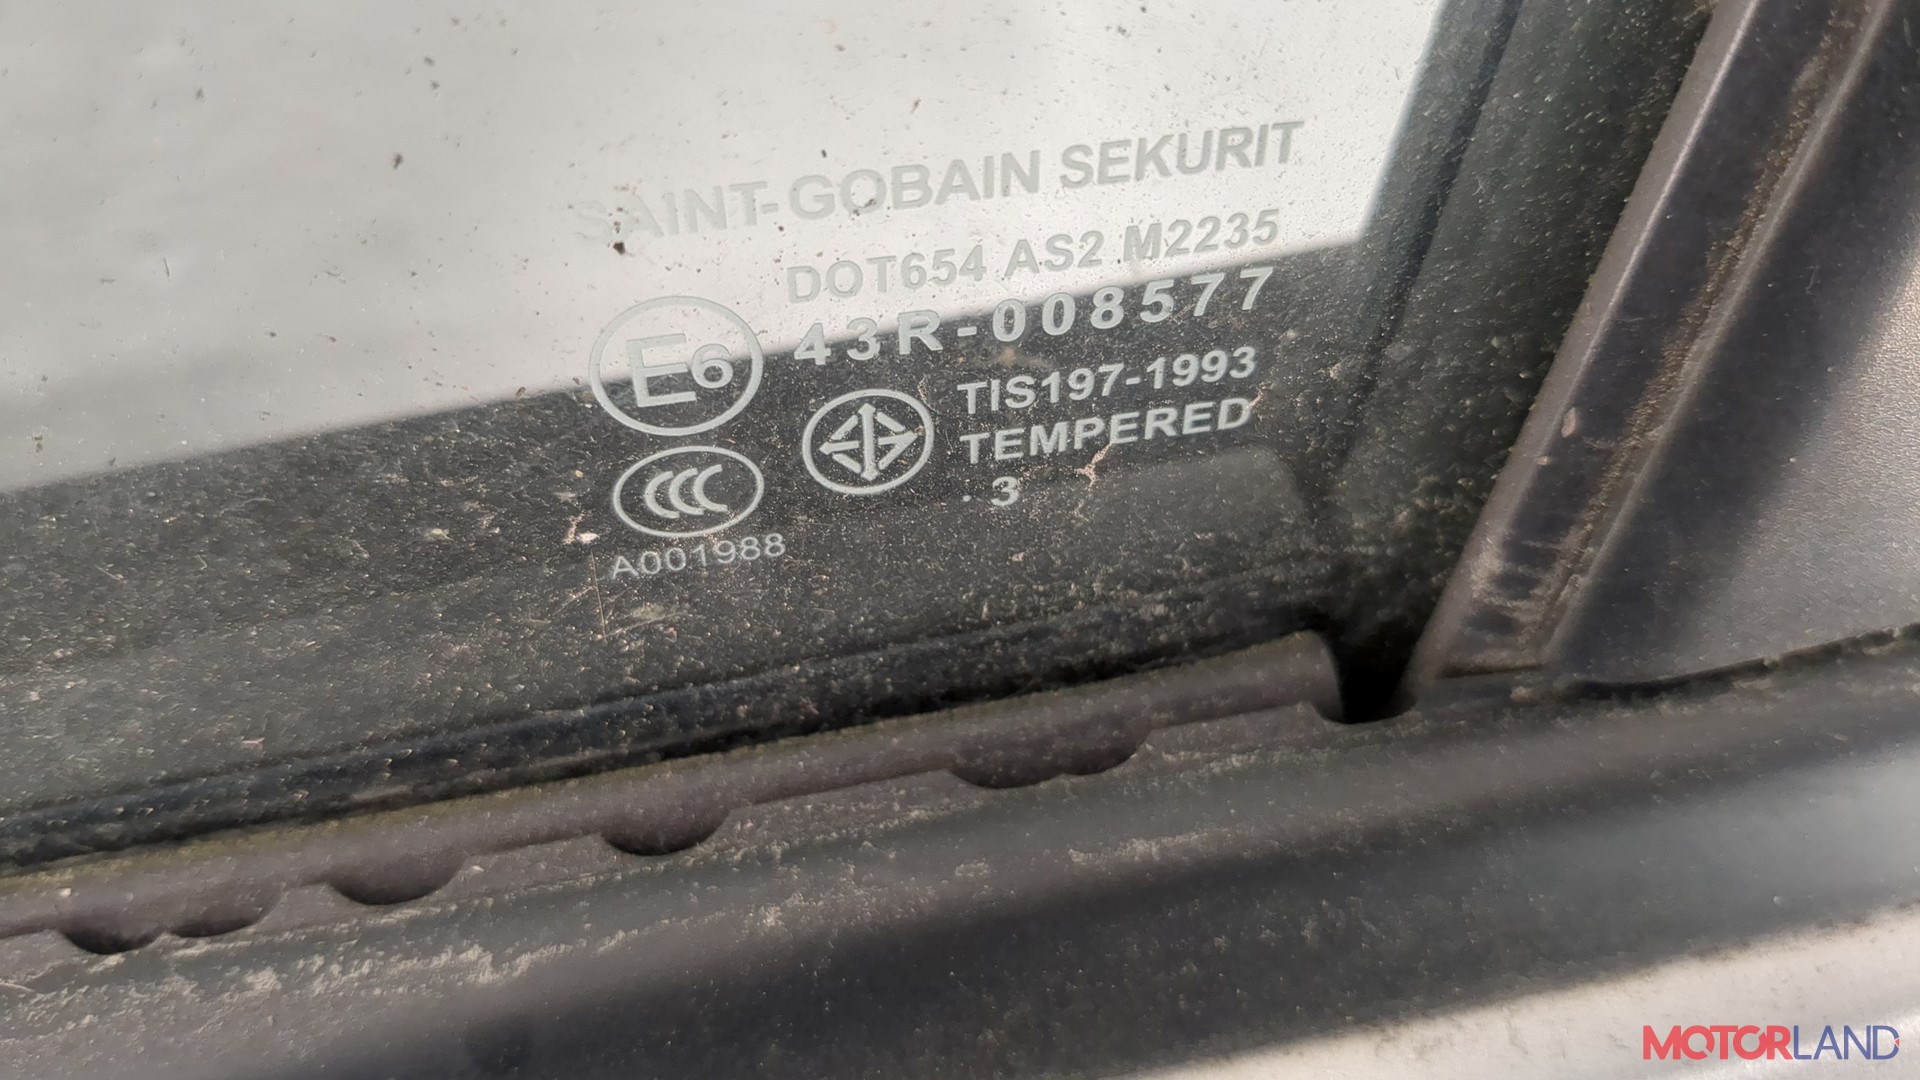 SAINT-GOBAIN SEKURIT
DOT654 AS2 M2235
E6 43R-008577
TIS197-1993
TEMPERED
. 3
CCC
A001988
MOTORLAND